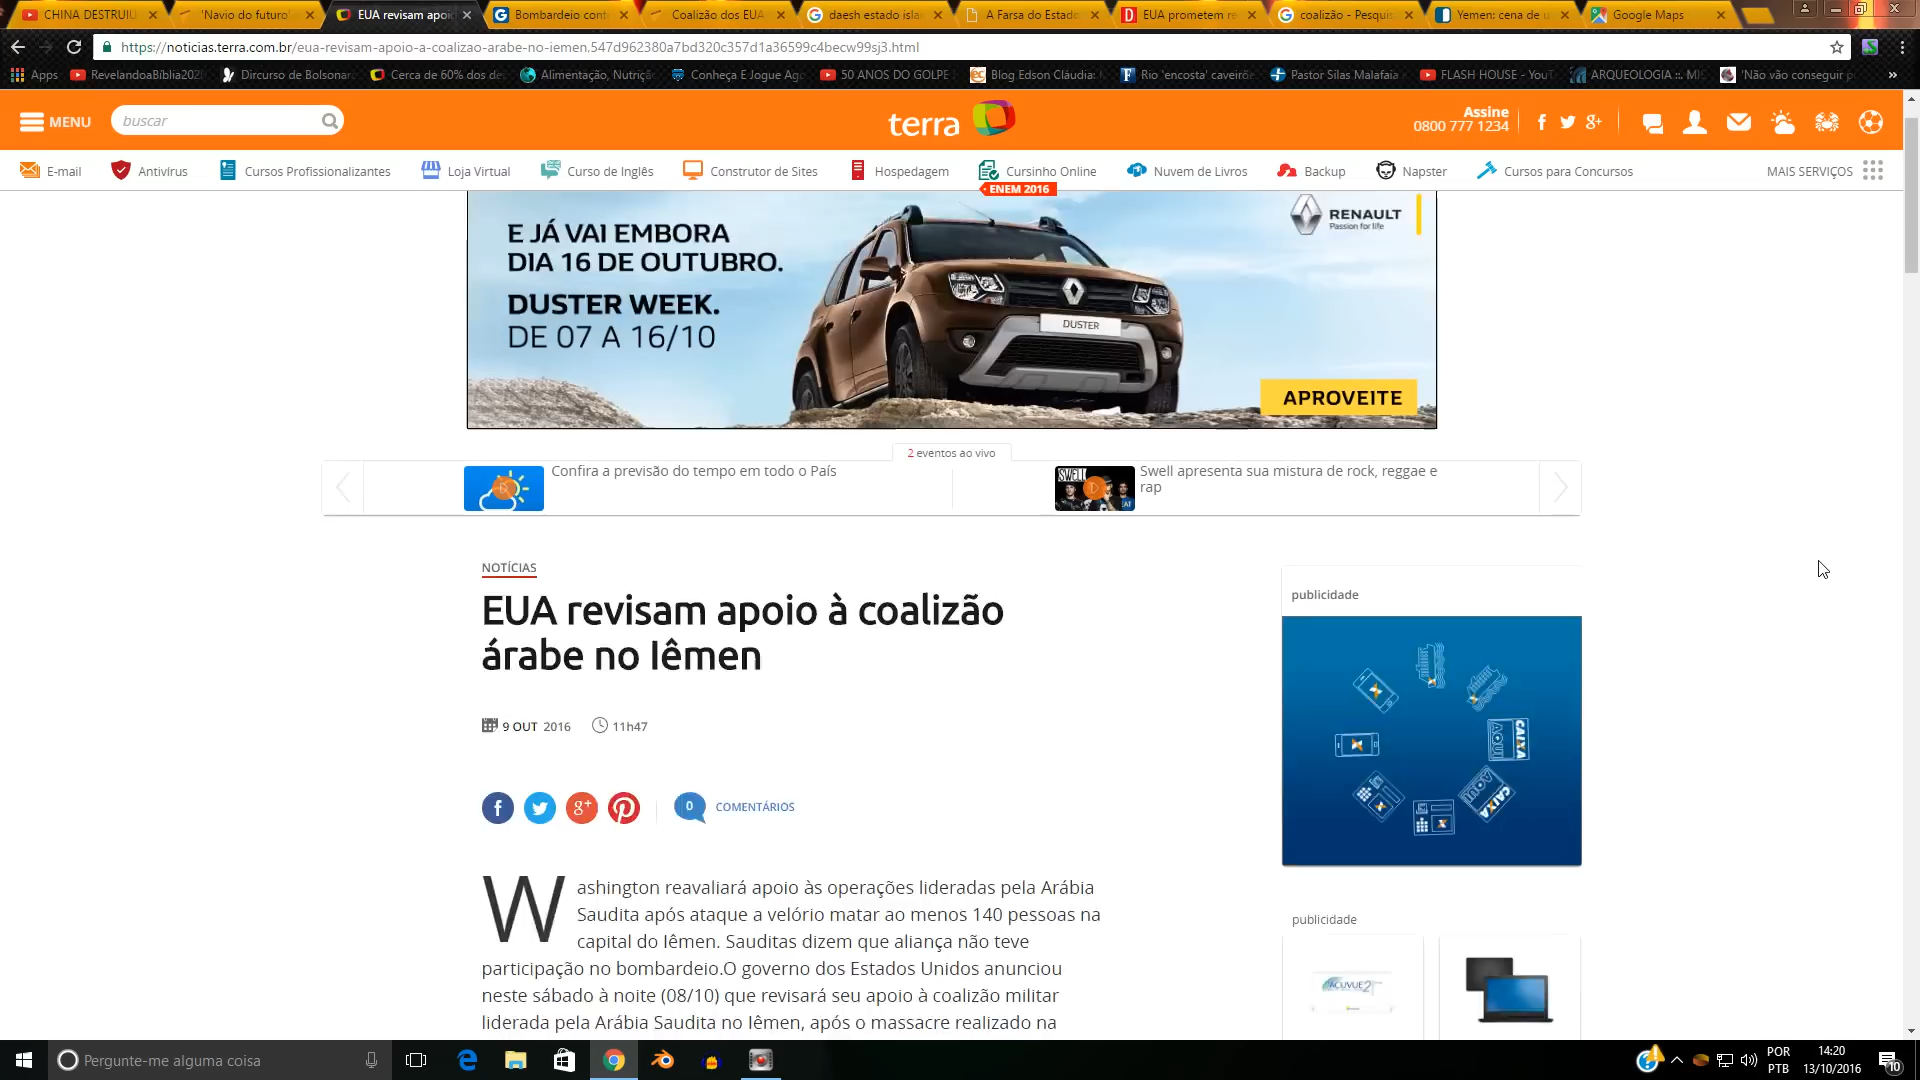 CHINA DESTRUIU
'Navio do futuro'
EUA revisam apoi
Bombardeio cont
Coalizão dos EUA
daesh estado isla
A Farsa do Estado
EUA prometem re
coalizão - Pesquis
Yemen: cena de u
Google Maps
https://noticias.terra.com.br/eua-revisam-apoio-a-coalizao-arabe-no-iemen,547d962380a7bd320c357d1a36599c4becw99sj3.html
Apps
RevelandoaBíblia202
Dircurso de Bolsonar
Cerca de 60% dos de
Alimentação, Nutriçã
Conheça E Jogue Ag
50 ANOS DO GOLPE
Blog Edson Cláudia:
Rio 'encosta' caveirõe
Pastor Silas Malafaia
FLASH HOUSE - YouT
ARQUEOLOGIA ::. MI
'Não vão conseguir p
MENU
buscar
terra
Assine
0800 777 1234
E-mail
Antivírus
Cursos Profissionalizantes
Loja Virtual
Curso de Inglês
Construtor de Sites
Hospedagem
Cursinho Online
ENEM 2016
Nuvem de Livros
Backup
Napster
Cursos para Concursos
MAIS SERVIÇOS
E JÁ VAI EMBORA
DIA 16 DE OUTUBRO.
DUSTER WEEK.
DE 07 A 16/10
RENAULT
Passion for life
DUSTER
APROVEITE
2 eventos ao vivo
Confira a previsão do tempo em todo o País
SWELL
Swell apresenta sua mistura de rock, reggae e
rap
NOTÍCIAS
EUA revisam apoio à coalizão
árabe no Iêmen
9 OUT 2016
11h47
0
COMENTÁRIOS
Washington reavaliará apoio às operações lideradas pela Arábia
Saudita após ataque a velório matar ao menos 140 pessoas na
capital do Iêmen. Sauditas dizem que aliança não teve
participação no bombardeio.O governo dos Estados Unidos anunciou
neste sábado à noite (08/10) que revisará seu apoio à coalizão militar
liderada pela Arábia Saudita no Iêmen, após o massacre realizado na
publicidade
CAIXA
AQUI
CAIXA
AQUI
publicidade
ACUVUE2
Pergunte-me alguma coisa
POR
PTB
14:20
13/10/2016
10